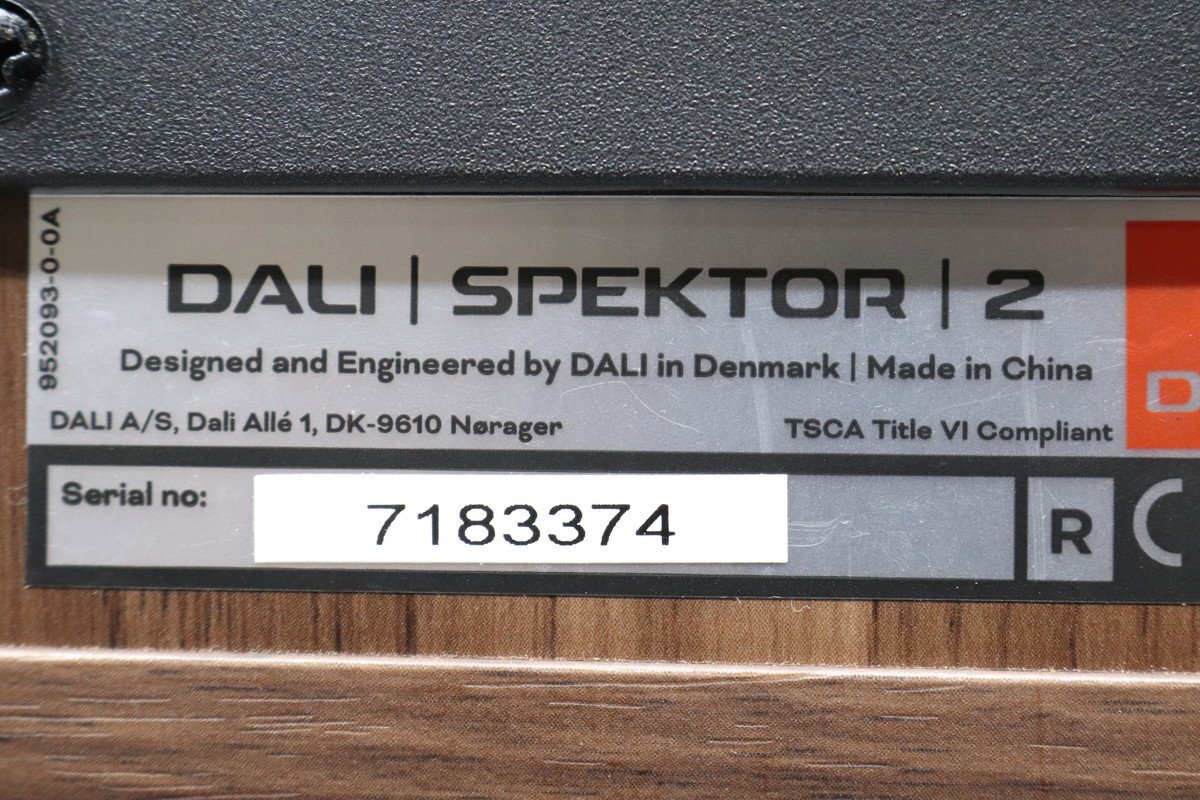 952093-0-0A
DALI | SPEKTOR | 2
Designed and Engineered by DALI in Denmark | Made in China
DALI A/S, Dali Allé 1, DK-9610 Nørager
TSCA Title VI Compliant
D
Serial no:
7183374
R